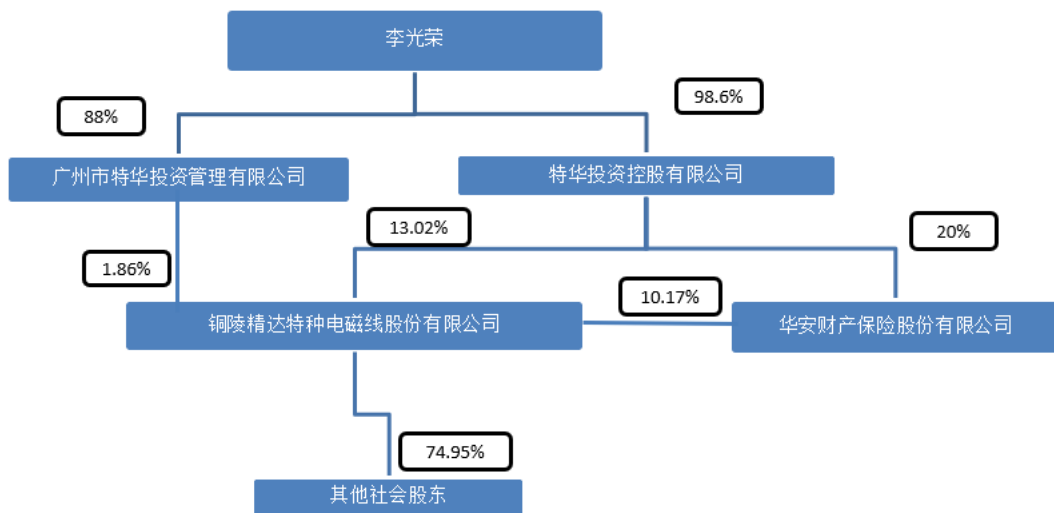 李光荣
88%
98.6%
广州市特华投资管理有限公司
特华投资控股有限公司
13.02%
20%
1.86%
10.17%
铜陵精达特种电磁线股份有限公司
华安财产保险股份有限公司
74.95%
其他社会股东